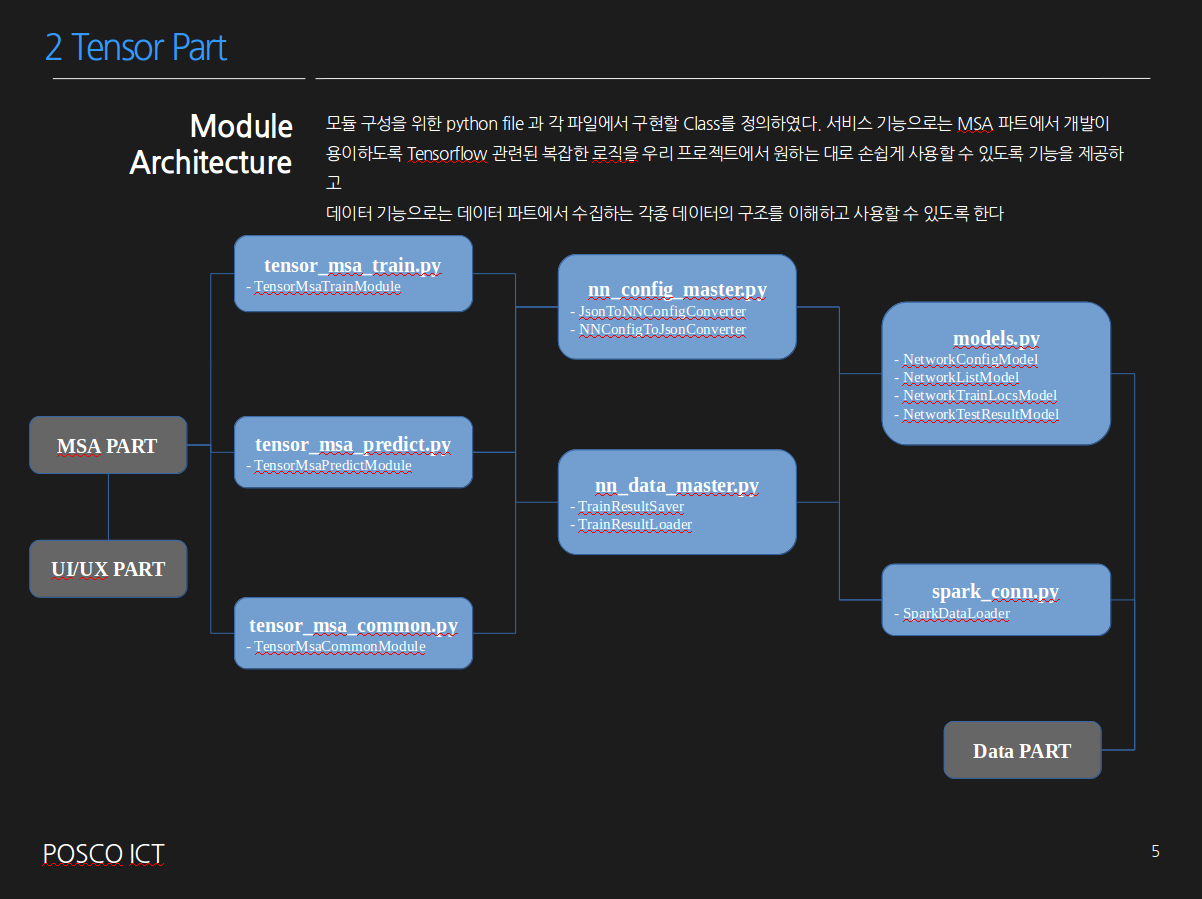 2 Tensor Part
Module
Architecture
모듈 구성을 위한 python file 과 각 파일에서 구현할 Class를 정의하였다. 서비스 기능으로는 MSA 파트에서 개발이
용이하도록 Tensorflow 관련된 복잡한 로직을 우리 프로젝트에서 원하는 대로 손쉽게 사용할 수 있도록 기능을 제공하
고
데이터 기능으로는 데이터 파트에서 수집하는 각종 데이터의 구조를 이해하고 사용할 수 있도록 한다
tensor_msa_train.py
- TensorMsaTrainModule
nn_config_master.py
- JsonToNNConfigConverter
- NNConfigToJsonConverter
models.py
- NetworkConfigModel
- NetworkListModel
- NetworkTrainLocsModel
- NetworkTestResultModel
MSA PART
tensor_msa_predict.py
- TensorMsaPredictModule
nn_data_master.py
- TrainResultSaver
- TrainResultLoader
UI/UX PART
spark_conn.py
- SparkDataLoader
tensor_msa_common.py
- TensorMsaCommonModule
Data PART
POSCO ICT
5